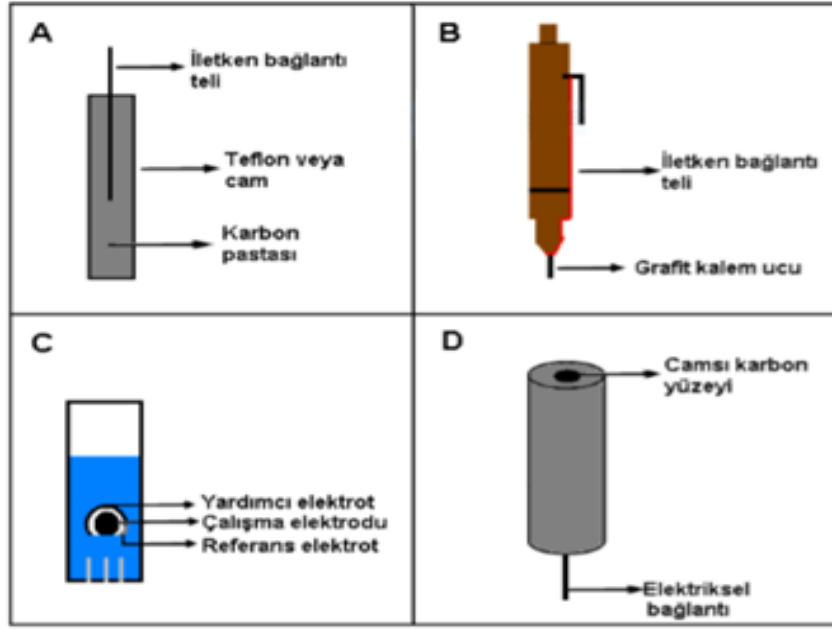 A
İletken bağlantı
teli
Teflon veya
cam
Karbon
pastası
B
İletken bağlantı
teli
Grafit kalem ucu
C
Yardımcı elektrot
Çalışma elektrodu
Referans elektrot
D
Camsı karbon
yüzeyi
Elektriksel
bağlantı